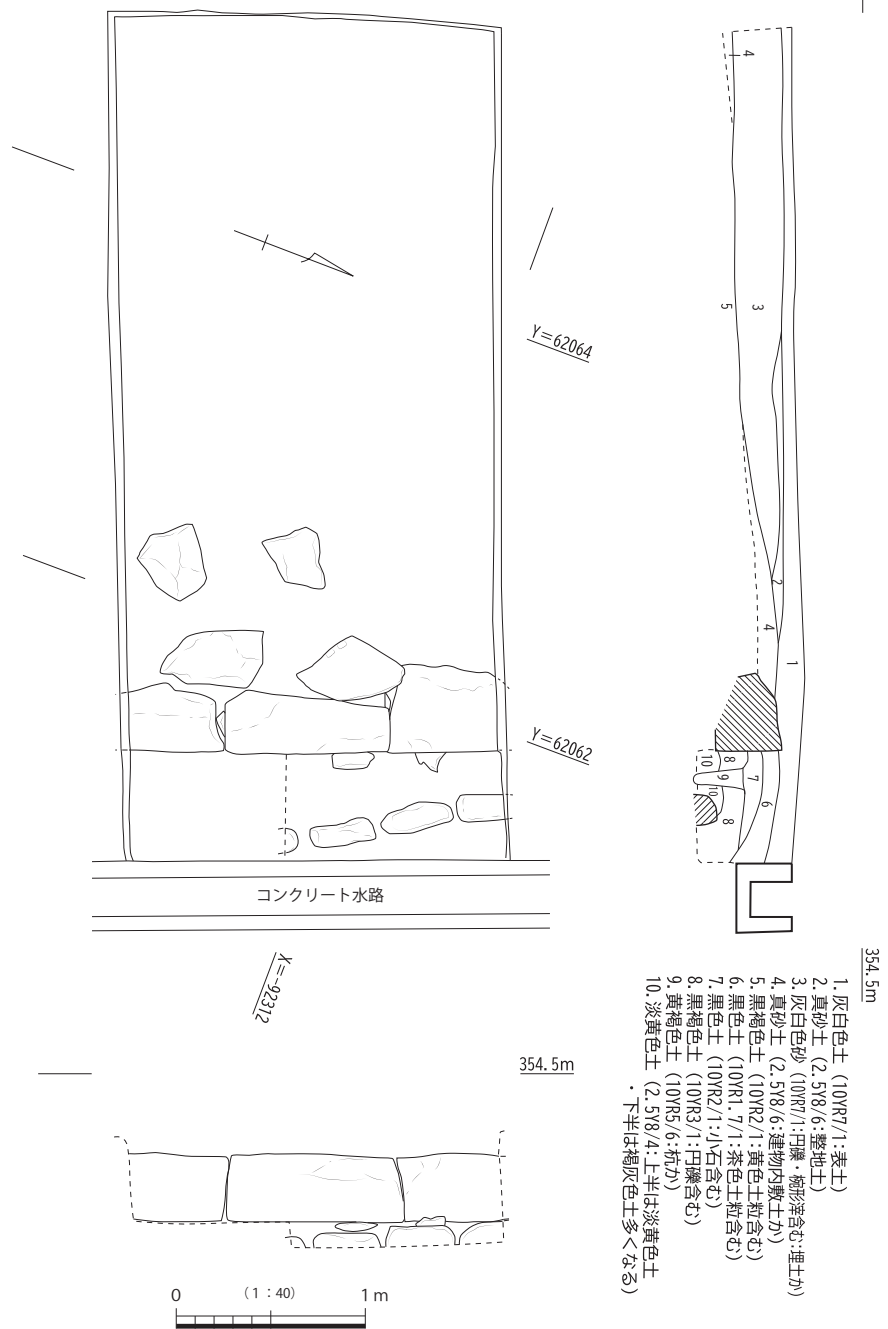 4
Y=62064
5
3
2
4
1
Y=62062
10
8
9
7
10
6
8
コンクリート水路
X=-92312
354.5m
354.5m
1. 灰白色土（10YR7/1:表土）
2. 真砂土（2.5Y8/6:整地土）
3. 灰白色砂（10YR7/1:円礫・椀形滓含む:埋土か）
4. 真砂土（2.5Y8/6:建物内敷土か）
5. 黒褐色土（10YR2/1:黄色土粒含む）
6. 黒色土（10YR1.7/1:茶色土粒含む）
7. 黒色土（10YR2/1:小石含む）
8. 黒褐色土（10YR3/1:円礫含む）
9. 黄褐色土（10YR5/6:杭か）
10. 淡黄色土（2.5Y8/4:上半は淡黄色土
・下半は褐灰色土多くなる）
0 （1：40） 1m